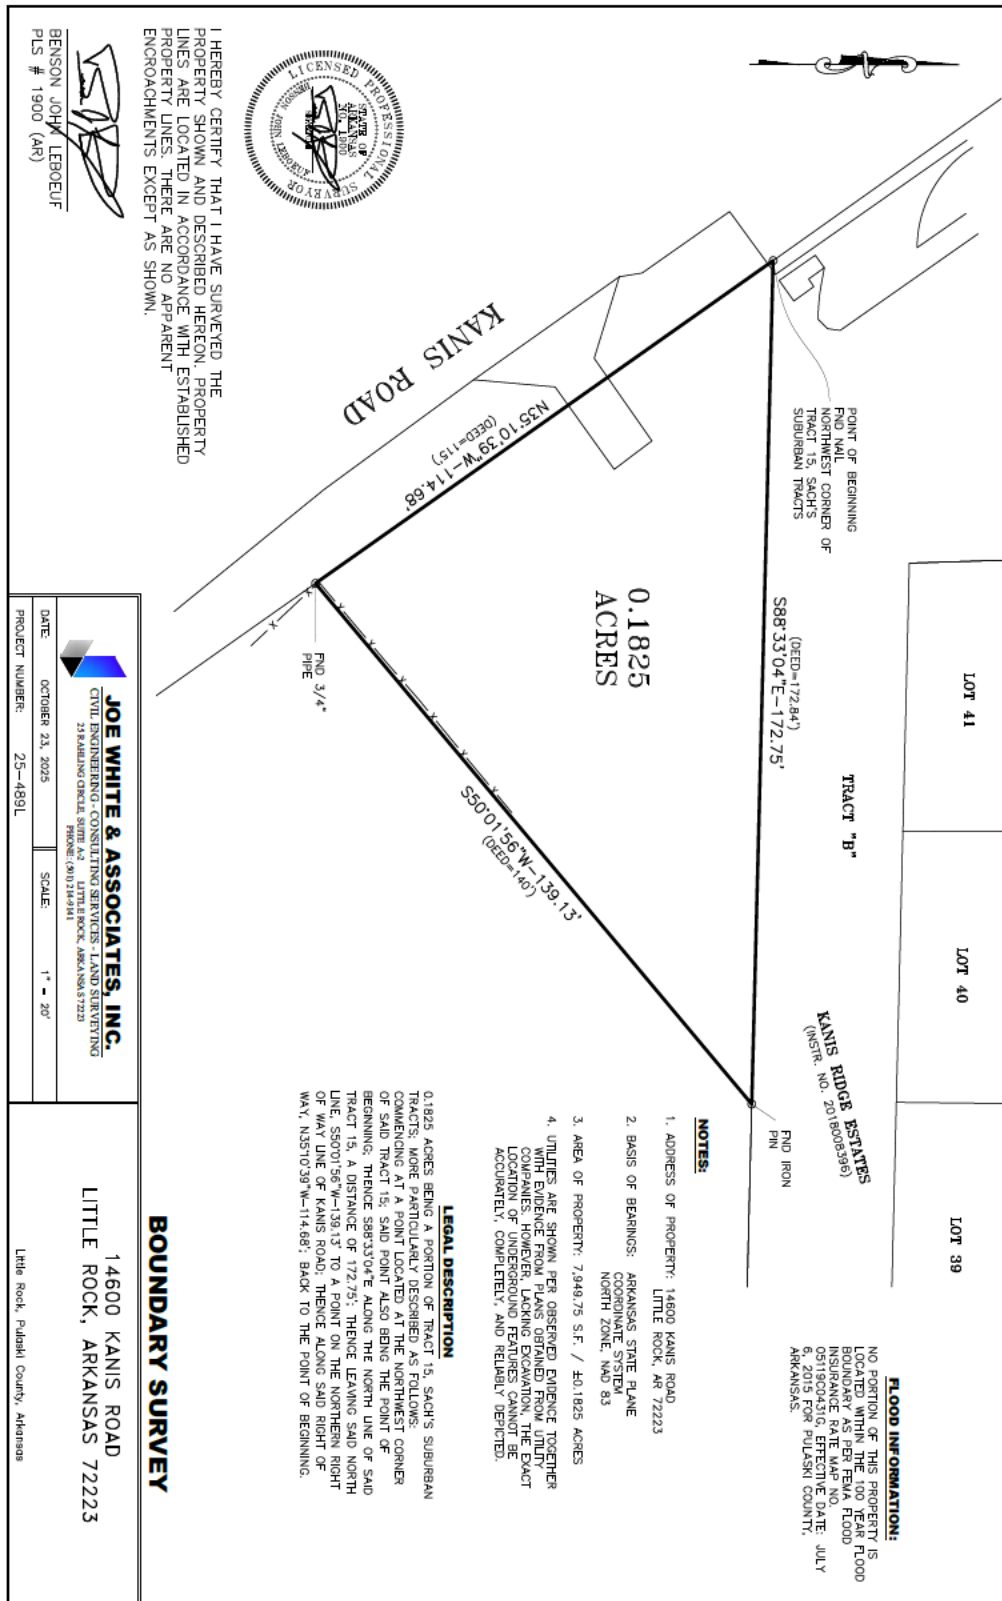 LOT 41
LOT 40
LOT 39
TRACT "B"
KANIS RIDGE ESTATES
(INSTR. NO. 2018008396)
POINT OF BEGINNING
FND NAIL
NORTHWEST CORNER OF
TRACT 15, SACH'S
SUBURBAN TRACTS
(DEED=172.84')
S88°33'04"E-172.75'
FND IRON
PIN
0.1825
ACRES
N35°10'39"W-114.68'
(DEED=115')
KANIS ROAD
S50°01'56"W-139.13'
(DEED=140')
FND 3/4"
PIPE
X
X
X
X
X
X
X
X
FLOOD INFORMATION:
NO PORTION OF THIS PROPERTY IS
LOCATED WITHIN THE 100 YEAR FLOOD
BOUNDARY AS PER FEMA FLOOD
INSURANCE RATE MAP NO.
05119C0431G, EFFECTIVE DATE: JULY
6, 2015 FOR PULASKI COUNTY,
ARKANSAS.
NOTES:
1. ADDRESS OF PROPERTY: 14600 KANIS ROAD
LITTLE ROCK, AR 72223
2. BASIS OF BEARINGS: ARKANSAS STATE PLANE
COORDINATE SYSTEM
NORTH ZONE, NAD 83
3. AREA OF PROPERTY: 7,949.75 S.F. / ±0.1825 ACRES
4. UTILITIES ARE SHOWN PER OBSERVED EVIDENCE TOGETHER
WITH EVIDENCE FROM PLANS OBTAINED FROM UTILITY
COMPANIES. HOWEVER, LACKING EXCAVATION, THE EXACT
LOCATION OF UNDERGROUND FEATURES CANNOT BE
ACCURATELY, COMPLETELY, AND RELIABLY DEPICTED.
LEGAL DESCRIPTION
0.1825 ACRES BEING A PORTION OF TRACT 15, SACH'S SUBURBAN
TRACTS; MORE PARTICULARLY DESCRIBED AS FOLLOWS:
COMMENCING AT A POINT LOCATED AT THE NORTHWEST CORNER
OF SAID TRACT 15; SAID POINT ALSO BEING THE POINT OF
BEGINNING; THENCE S88°33'04"E ALONG THE NORTH LINE OF SAID
TRACT 15, A DISTANCE OF 172.75'; THENCE LEAVING SAID NORTH
LINE, S50°01'56"W-139.13' TO A POINT ON THE NORTHERN RIGHT
OF WAY LINE OF KANIS ROAD; THENCE ALONG SAID RIGHT OF
WAY, N35°10'39"W-114.68'; BACK TO THE POINT OF BEGINNING.
LICENSED PROFESSIONAL SURVEYOR
STATE OF
ARKANSAS
NO. 1900
BENSON JOHN LEBOEUF
I HEREBY CERTIFY THAT I HAVE SURVEYED THE
PROPERTY SHOWN AND DESCRIBED HEREON. PROPERTY
LINES ARE LOCATED IN ACCORDANCE WITH ESTABLISHED
PROPERTY LINES. THERE ARE NO APPARENT
ENCROACHMENTS EXCEPT AS SHOWN.
BENSON JOHN LEBOEUF
PLS # 1900 (AR)
JOE WHITE & ASSOCIATES, INC.
CIVIL ENGINEERING - CONSULTING SERVICES - LAND SURVEYING
25 RAHLING CIRCLE, SUITE A-2 LITTLE ROCK, ARKANSAS 72223
PHONE: (501) 214-9141
DATE: OCTOBER 23, 2025 SCALE: 1" = 20'
PROJECT NUMBER: 25-489L
BOUNDARY SURVEY
14600 KANIS ROAD
LITTLE ROCK, ARKANSAS 72223
Little Rock, Pulaski County, Arkansas